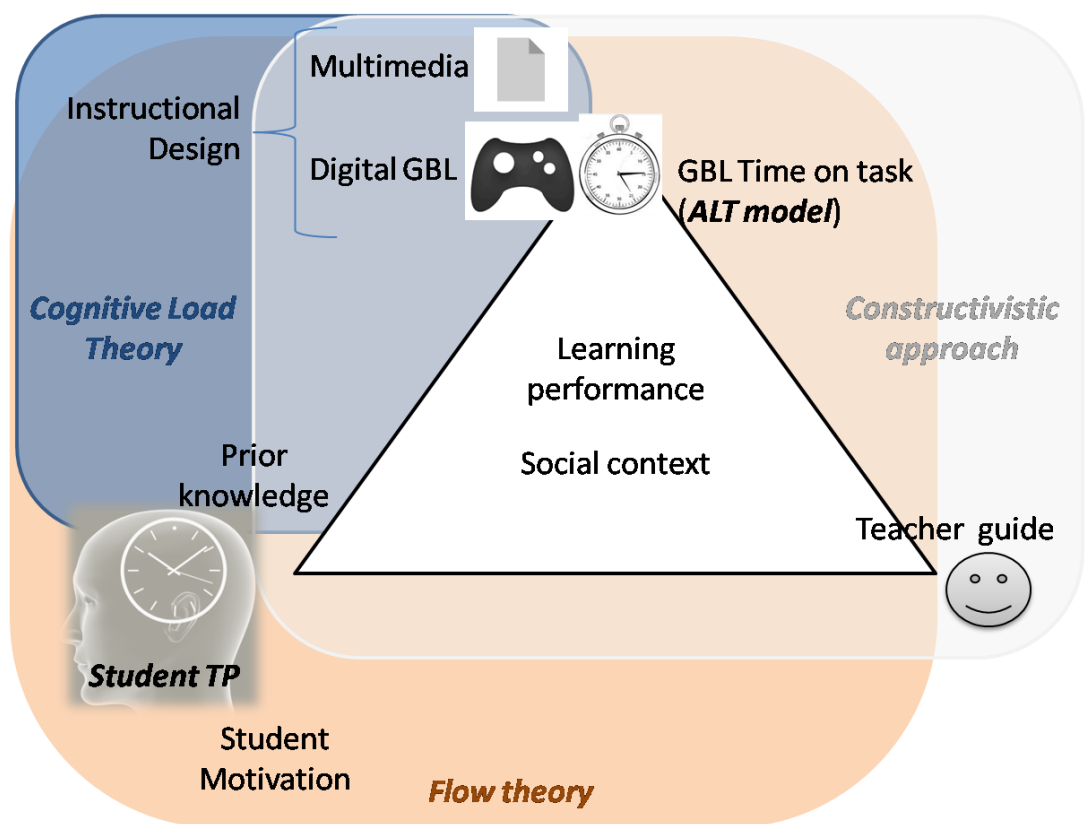 Multimedia
Instructional
Design
Digital GBL
GBL Time on task
(ALT model)
Cognitive Load
Theory
Constructivistic
approach
Learning
performance
Social context
Prior
knowledge
Teacher guide
Student TP
Student
Motivation
Flow theory